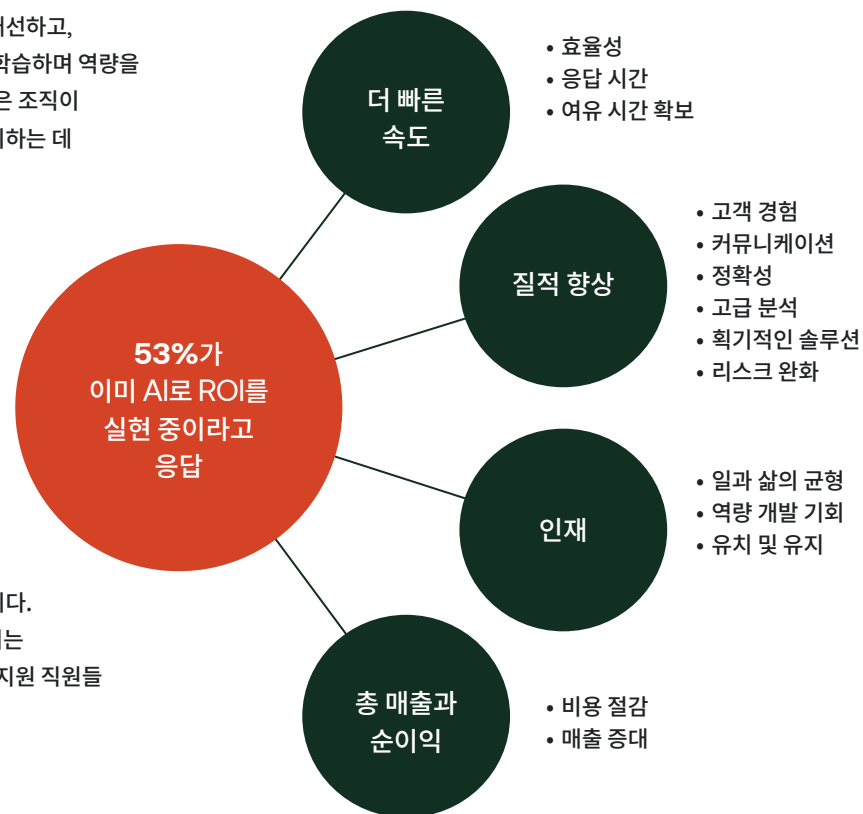 선하고,
학습하며 역량을
은 조직이
하는 데
더 빠른
속도
• 효율성
• 응답 시간
• 여유 시간 확보
질적 향상
• 고객 경험
• 커뮤니케이션
• 정확성
• 고급 분석
• 획기적인 솔루션
• 리스크 완화
53%가
이미 AI로 ROI를
실현 중이라고
응답
인재
• 일과 삶의 균형
• 역량 개발 기회
• 유치 및 유지
다.
는
지원 직원들
총 매출과
순이익
• 비용 절감
• 매출 증대